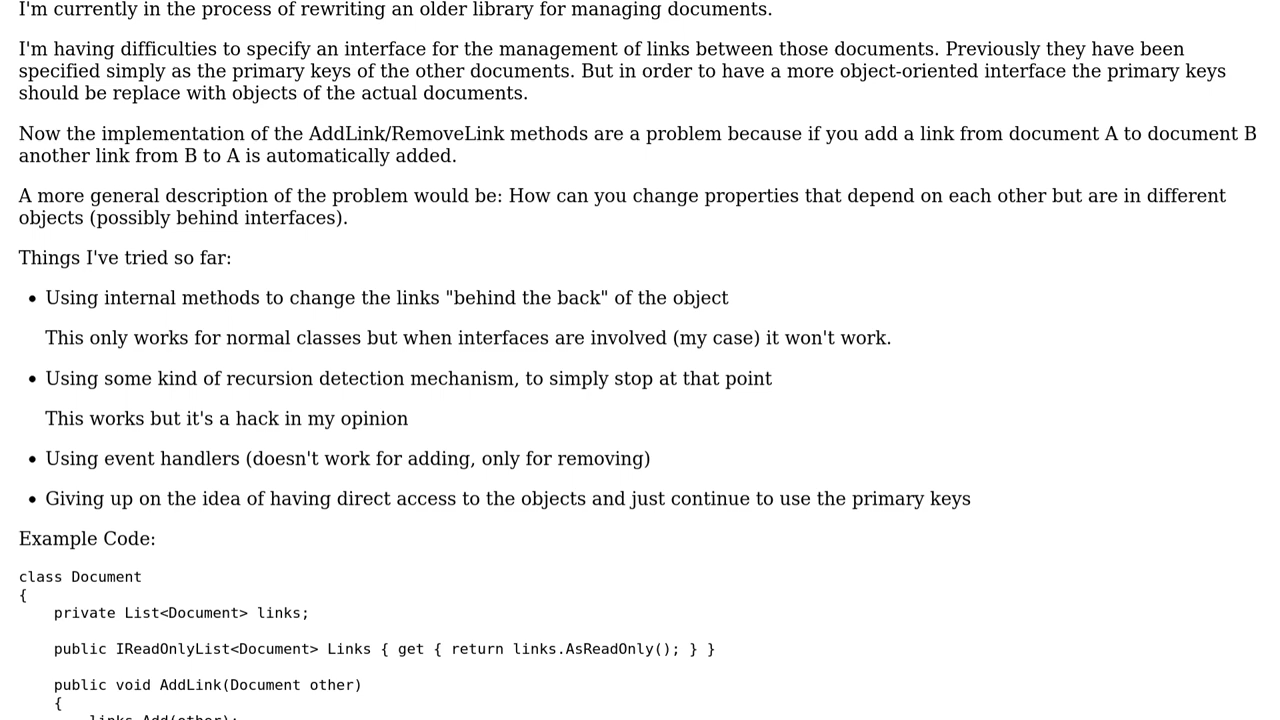 I'm currently in the process of rewriting an older library for managing documents.
I'm having difficulties to specify an interface for the management of links between those documents. Previously they have been
specified simply as the primary keys of the other documents. But in order to have a more object-oriented interface the primary keys
should be replace with objects of the actual documents.
Now the implementation of the AddLink/RemoveLink methods are a problem because if you add a link from document A to document B
another link from B to A is automatically added.
A more general description of the problem would be: How can you change properties that depend on each other but are in different
objects (possibly behind interfaces).
Things I've tried so far:
• Using internal methods to change the links "behind the back" of the object
This only works for normal classes but when interfaces are involved (my case) it won't work.
• Using some kind of recursion detection mechanism, to simply stop at that point
This works but it's a hack in my opinion
• Using event handlers (doesn't work for adding, only for removing)
• Giving up on the idea of having direct access to the objects and just continue to use the primary keys
Example Code:
class Document
{
    private List<Document> links;
    public IReadOnlyList<Document> Links { get { return links.AsReadOnly(); } }
    public void AddLink(Document other)
    {
        links.Add(other);